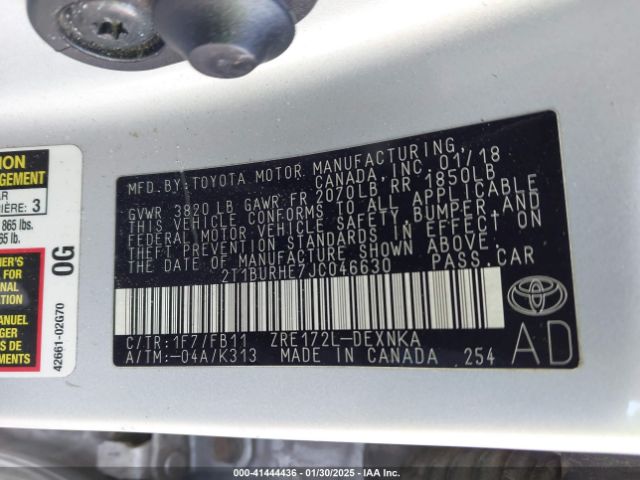 MFD. BY: TOYOTA MOTOR MANUFACTURING,
CANADA, INC. 01/18
GVWR 3820 LB GAWR FR 2070LB RR 1850LB
THIS VEHICLE CONFORMS TO ALL APPLICABLE
FEDERAL MOTOR VEHICLE SAFETY, BUMPER AND
THEFT PREVENTION STANDARDS IN EFFECT ON
THE DATE OF MANUFACTURE SHOWN ABOVE.
2T1BURHE7JC046630 PASS.CAR
C/TR:1F7/FB11 ZRE172L-DEXNKA
A/TM:-04A/K313 MADE IN CANADA 254
AD
GEMENT
3
865 lbs.
65 lb.
0G
42661-02G70
000-41444436 - 01/30/2025 - IAA Inc.